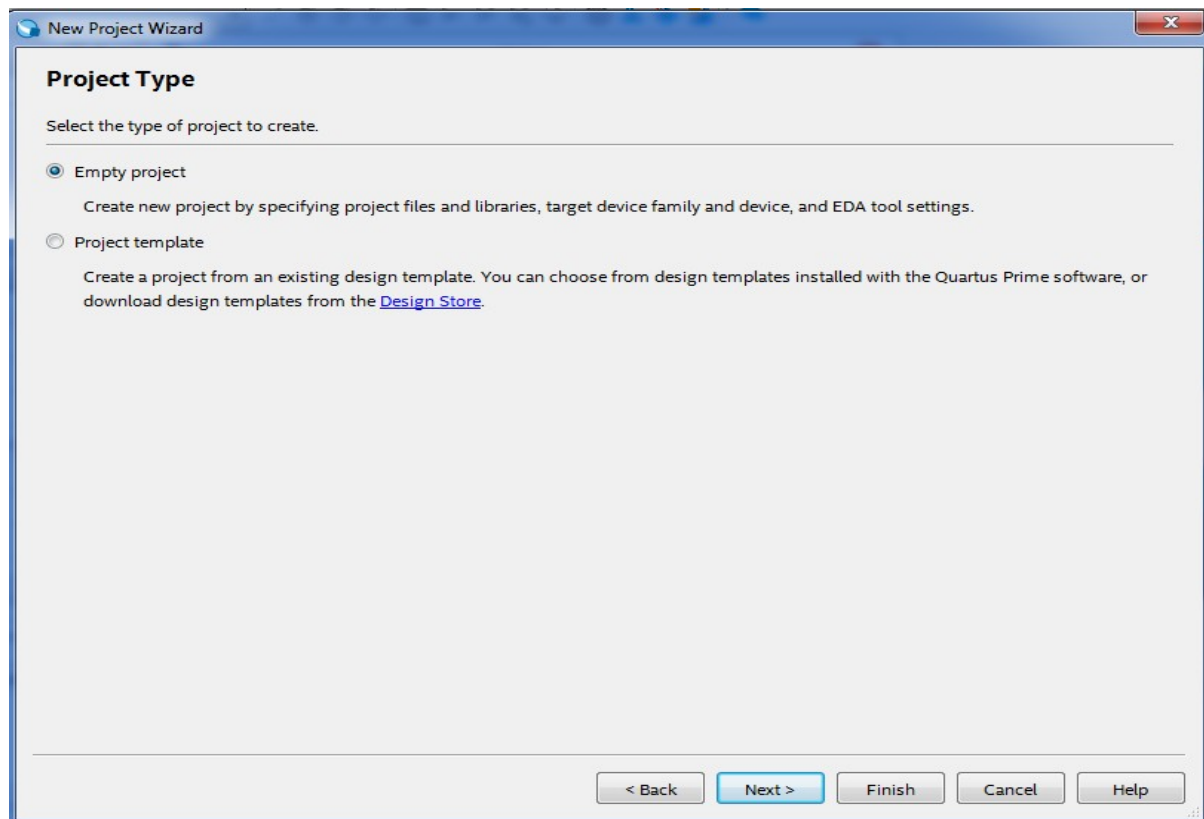 New Project Wizard
Project Type
Select the type of project to create.
Empty project
Create new project by specifying project files and libraries, target device family and device, and EDA tool settings.
Project template
Create a project from an existing design template. You can choose from design templates installed with the Quartus Prime software, or
download design templates from the Design Store.
< Back Next > Finish Cancel Help